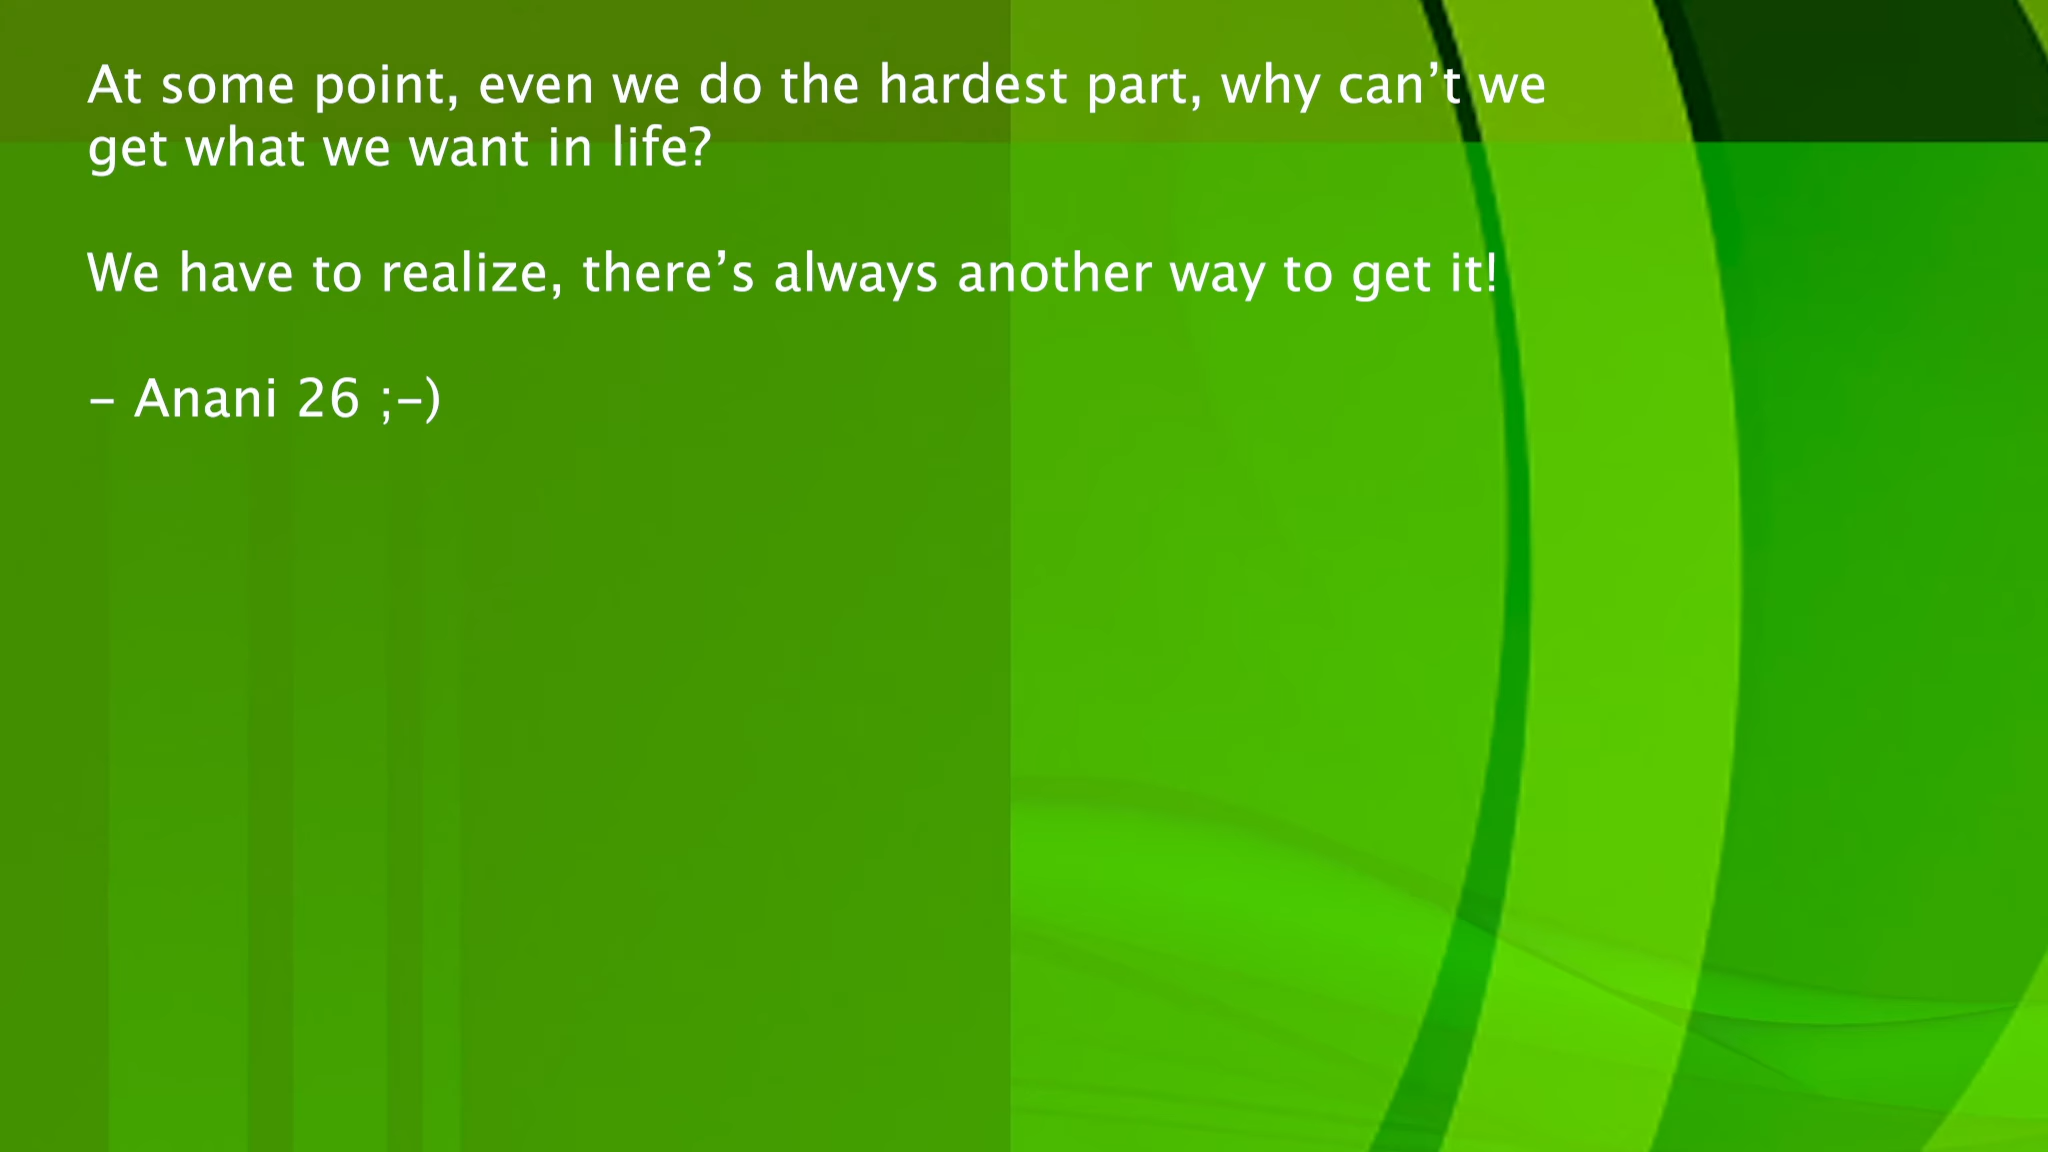 At some point, even we do the hardest part, why can’t we
get what we want in life?
We have to realize, there’s always another way to get it!
– Anani 26 ;–)